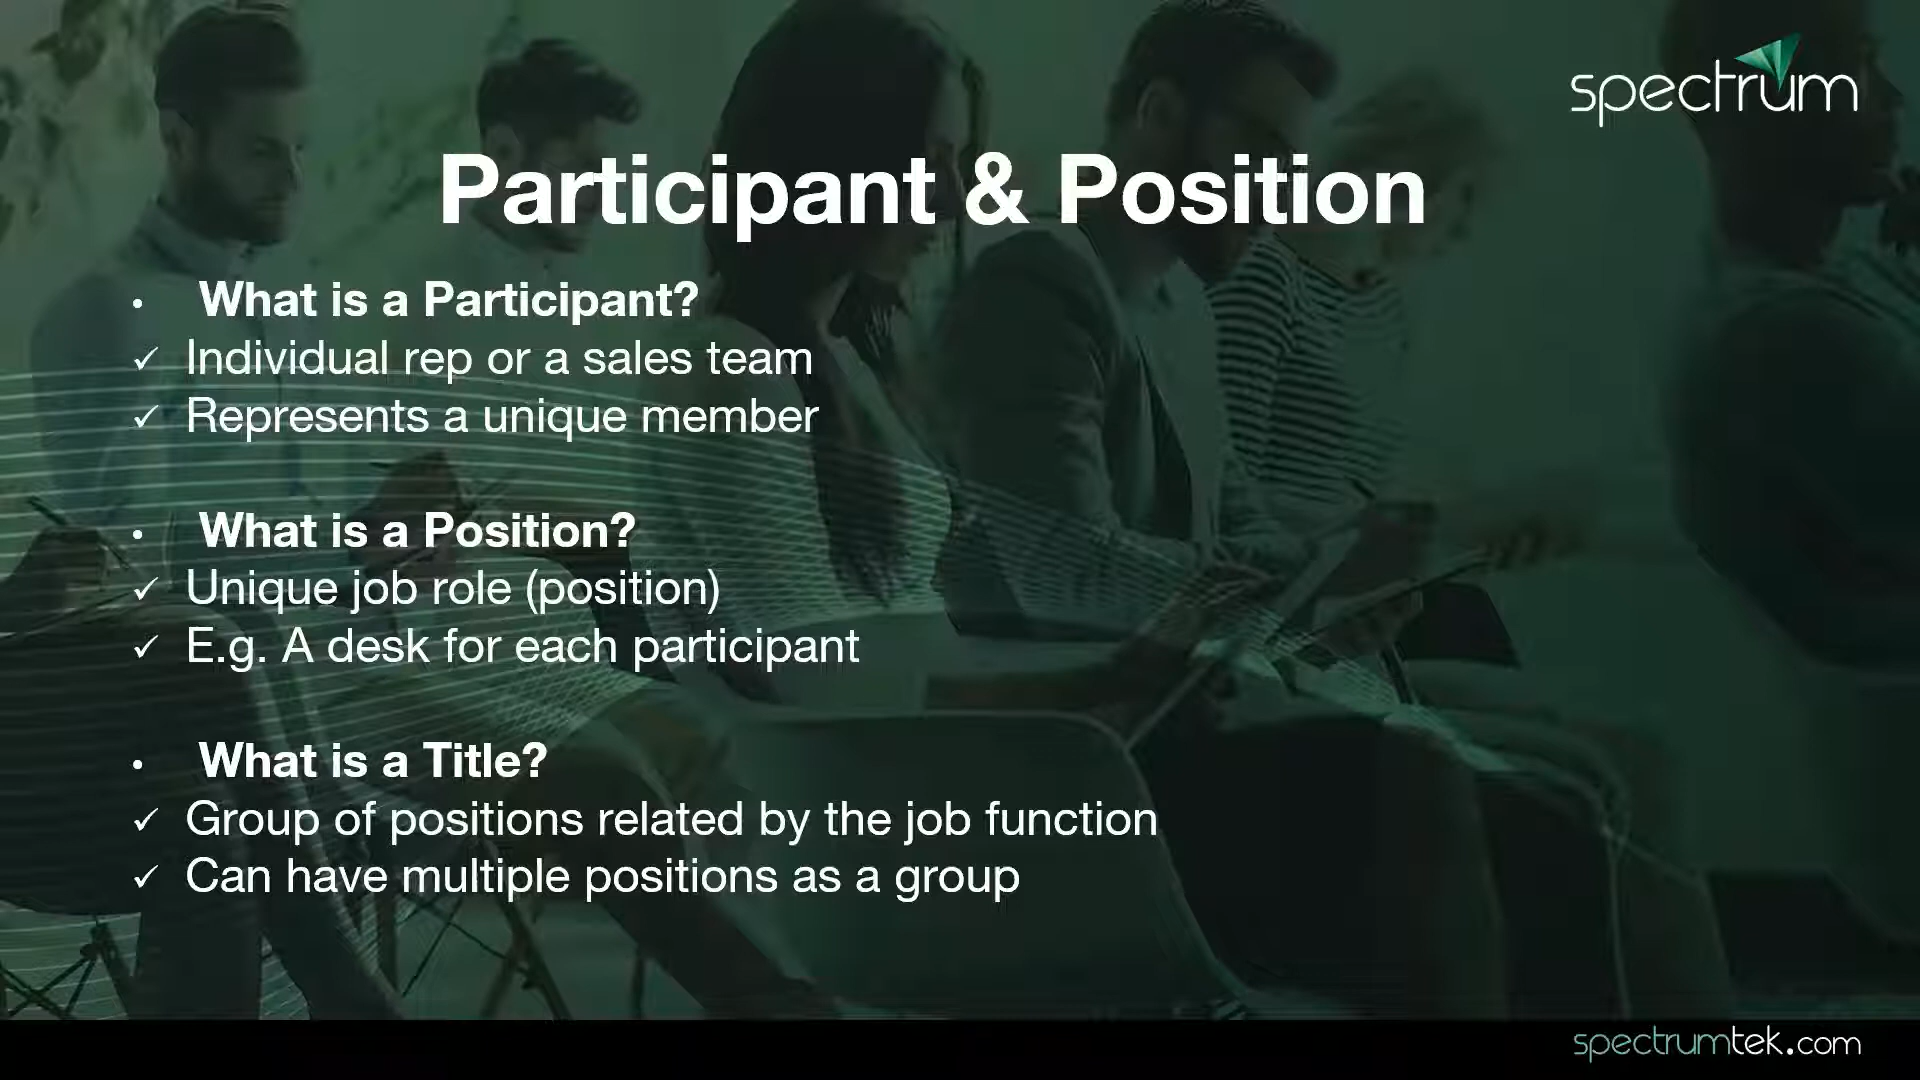 spectrum
Participant & Position
• What is a Participant?
✓ Individual rep or a sales team
✓ Represents a unique member
• What is a Position?
✓ Unique job role (position)
✓ E.g. A desk for each participant
• What is a Title?
✓ Group of positions related by the job function
✓ Can have multiple positions as a group
spectrumtek.com